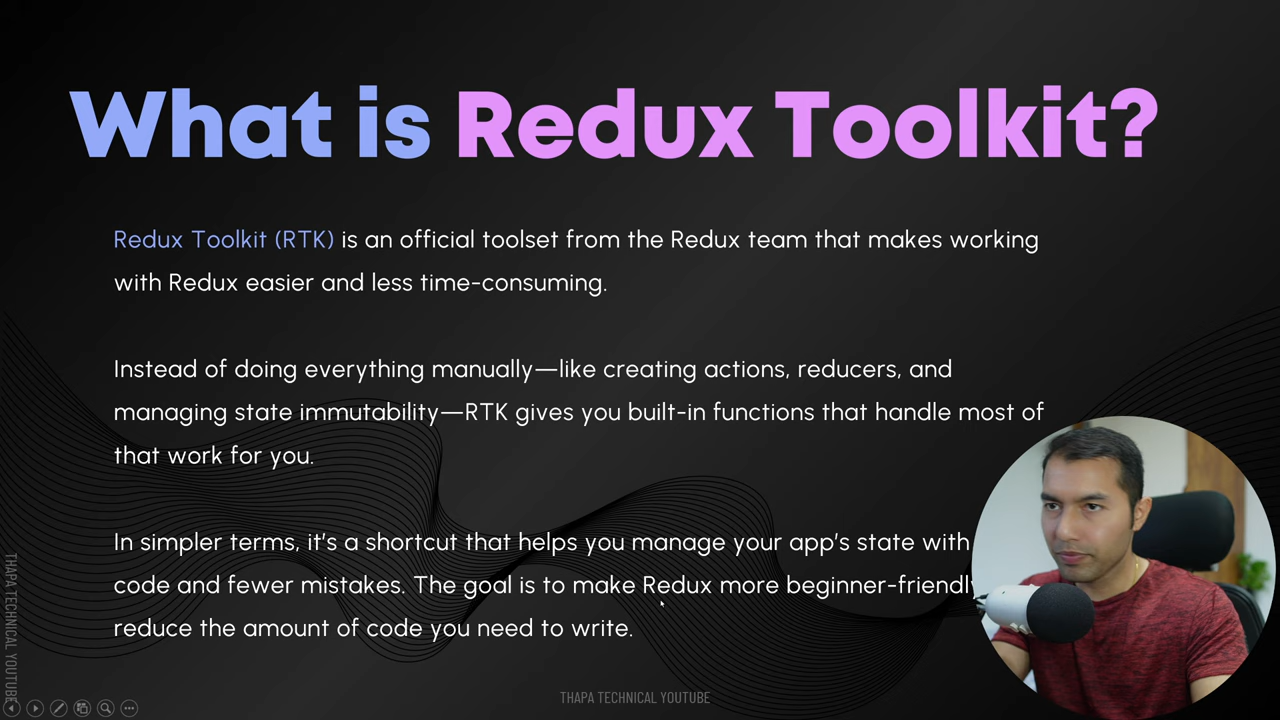 What is Redux Toolkit?
Redux Toolkit (RTK) is an official toolset from the Redux team that makes working
with Redux easier and less time-consuming.
Instead of doing everything manually—like creating actions, reducers, and
managing state immutability—RTK gives you built-in functions that handle most of
that work for you.
In simpler terms, it's a shortcut that helps you manage your app's state with
code and fewer mistakes. The goal is to make Redux more beginner-friendly
reduce the amount of code you need to write.
THAPA TECHNICAL YOUTUBE
THAPA TECHNICAL YOUTUBE